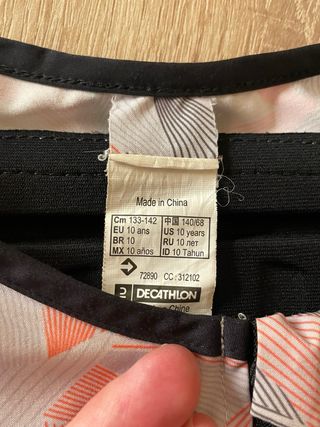 Made in China
Cm 133-142 中国 140/68
EU 10 ans US 10 years
BR 10 RU 10 лет
MX 10 años ID 10 Tahun
72890 CC : 312102
DECATHLON
China